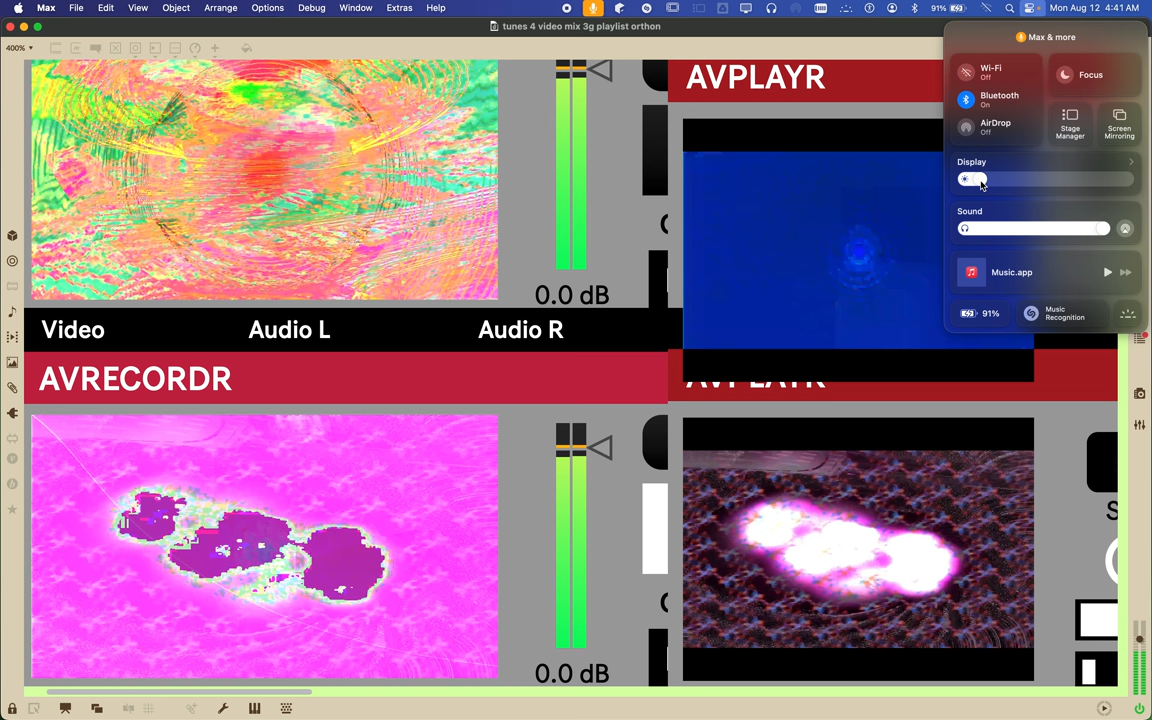 Max File Edit View Object Arrange Options Debug Window Extras Help
91% Mon Aug 12 4:41 AM
tunes 4 video mix 3g playlist orthon
400%
Max & more
Wi-Fi
Off
Focus
Bluetooth
On
AirDrop
Off
Stage
Manager
Screen
Mirroring
Display
Sound
Music.app
91%
Music
Recognition
AVPLAYR
0.0 dB
Video Audio L Audio R
AVRECORDR
AVPLAYR
0.0 dB